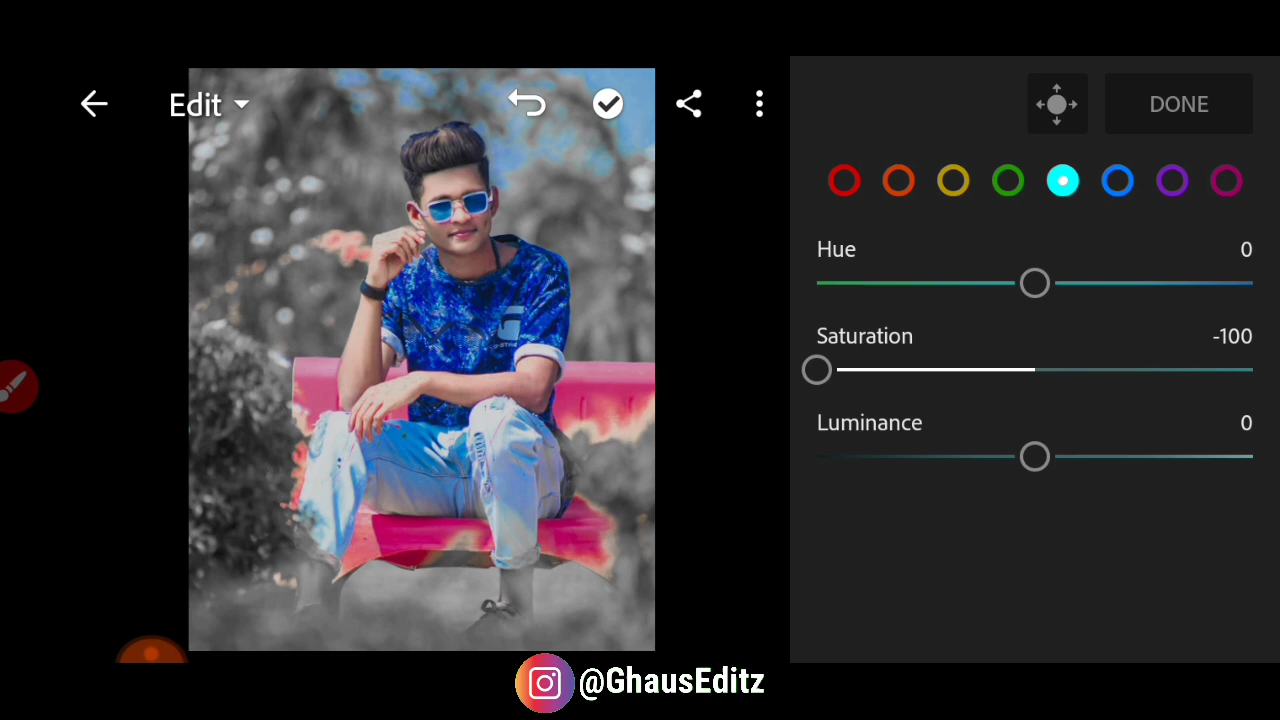 Edit
DONE
Hue 0
Saturation -100
Luminance 0
@GhausEditz